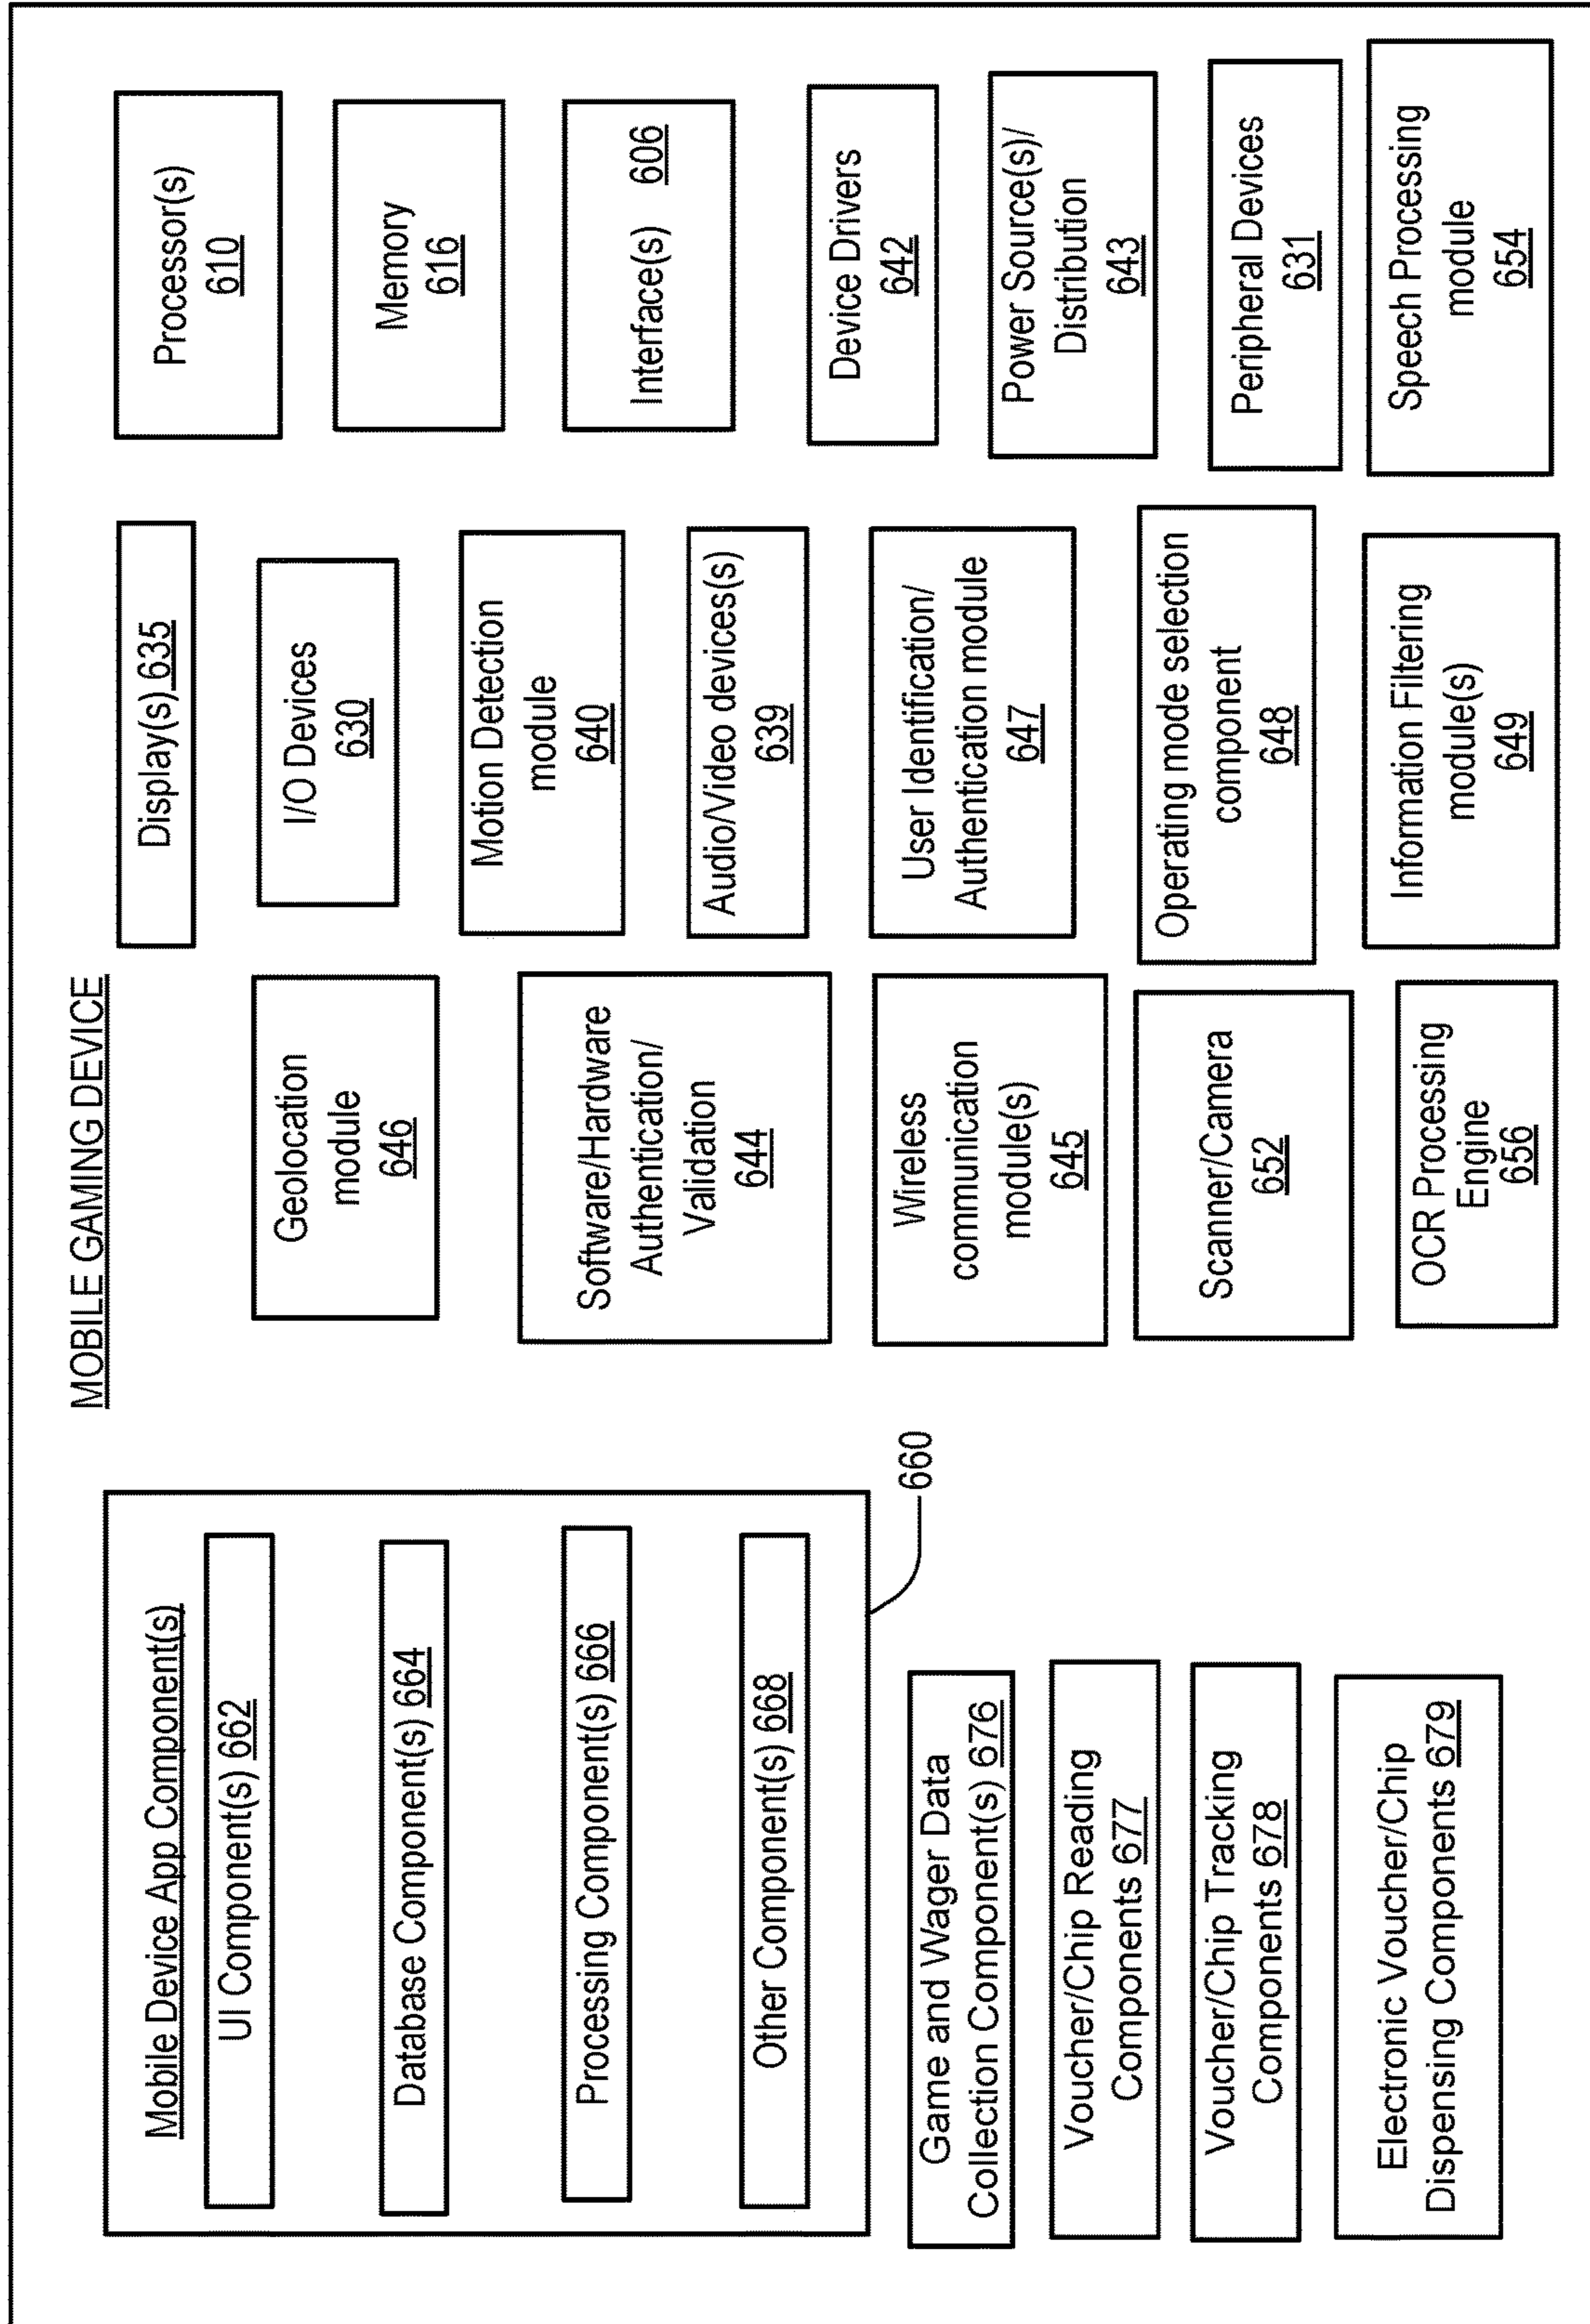 MOBILE GAMING DEVICE
Mobile Device App Component(s)
UI Component(s) 662
Database Component(s) 664
Processing Component(s) 666
Other Component(s) 668
660
Game and Wager Data
Collection Component(s) 676
Voucher/Chip Reading
Components 677
Voucher/Chip Tracking
Components 678
Electronic Voucher/Chip
Dispensing Components 679
Geolocation
module
646
Software/Hardware
Authentication/
Validation
644
Wireless
communication
module(s)
645
Scanner/Camera
652
OCR Processing
Engine
656
Display(s) 635
I/O Devices
630
Motion Detection
module
640
Audio/Video devices(s)
639
User Identification/
Authentication module
647
Operating mode selection
component
648
Information Filtering
module(s)
649
Processor(s)
610
Memory
616
Interface(s) 606
Device Drivers
642
Power Source(s)/
Distribution
643
Peripheral Devices
631
Speech Processing
module
654